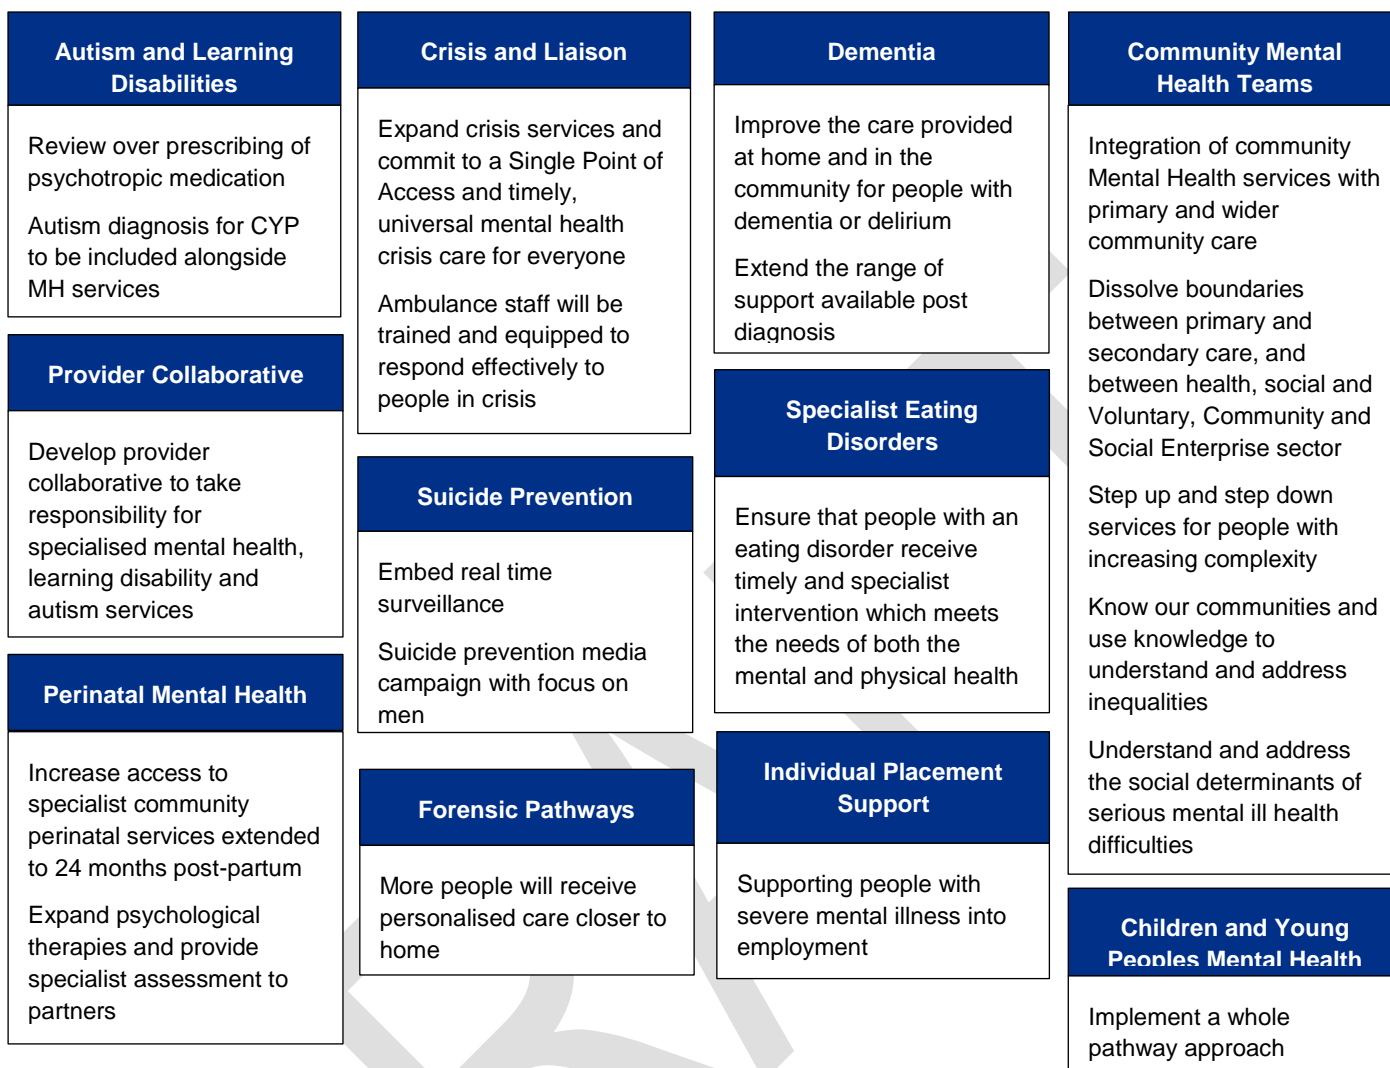 Autism and Learning
Disabilities
Review over prescribing of
psychotropic medication
Autism diagnosis for CYP
to be included alongside
MH services
Provider Collaborative
Develop provider
collaborative to take
responsibility for
specialised mental health,
learning disability and
autism services
Perinatal Mental Health
Increase access to
specialist community
perinatal services extended
to 24 months post-partum
Expand psychological
therapies and provide
specialist assessment to
partners
Crisis and Liaison
Expand crisis services and
commit to a Single Point of
Access and timely,
universal mental health
crisis care for everyone
Ambulance staff will be
trained and equipped to
respond effectively to
people in crisis
Suicide Prevention
Embed real time
surveillance
Suicide prevention media
campaign with focus on
men
Forensic Pathways
More people will receive
personalised care closer to
home
Dementia
Improve the care provided
at home and in the
community for people with
dementia or delirium
Extend the range of
support available post
diagnosis
Specialist Eating
Disorders
Ensure that people with an
eating disorder receive
timely and specialist
intervention which meets
the needs of both the
mental and physical health
Individual Placement
Support
Supporting people with
severe mental illness into
employment
Community Mental
Health Teams
Integration of community
Mental Health services with
primary and wider
community care
Dissolve boundaries
between primary and
secondary care, and
between health, social and
Voluntary, Community and
Social Enterprise sector
Step up and step down
services for people with
increasing complexity
Know our communities and
use knowledge to
understand and address
inequalities
Understand and address
the social determinants of
serious mental ill health
difficulties
Children and Young
Peoples Mental Health
Implement a whole
pathway approach